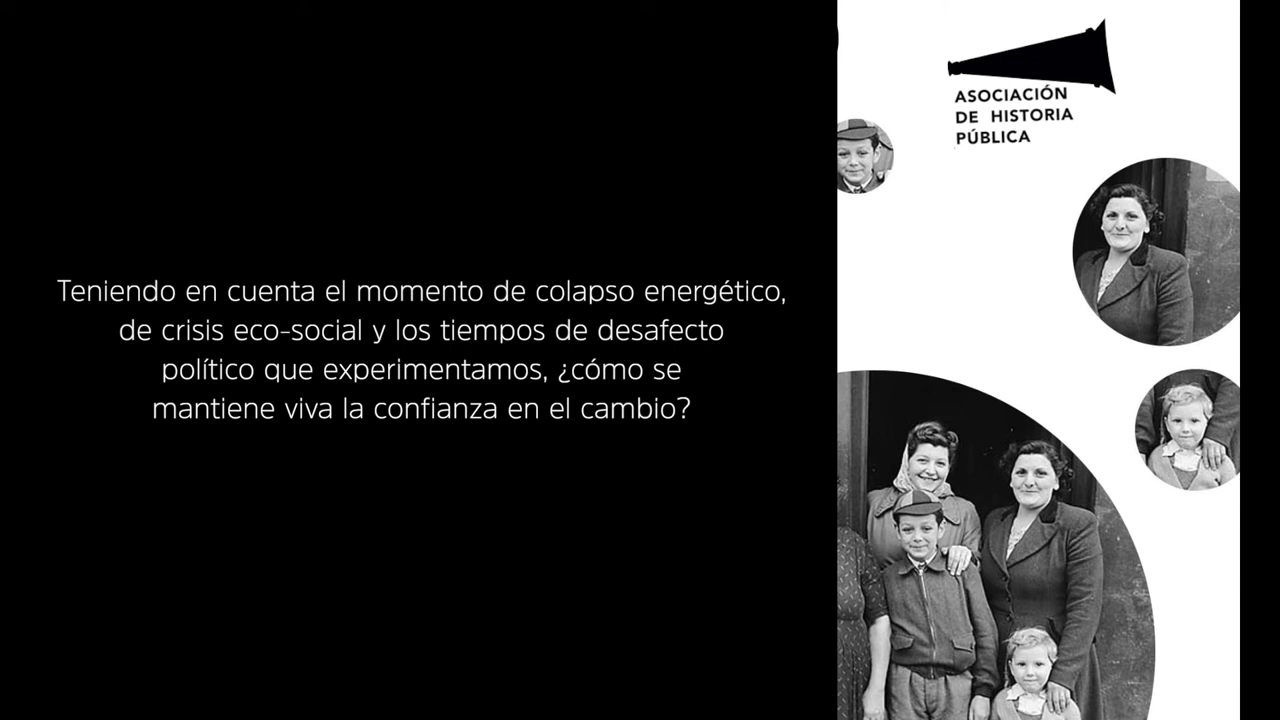 Teniendo en cuenta el momento de colapso energético,
de crisis eco-social y los tiempos de desafecto
político que experimentamos, ¿cómo se
mantiene viva la confianza en el cambio?
ASOCIACIÓN
DE HISTORIA
PÚBLICA